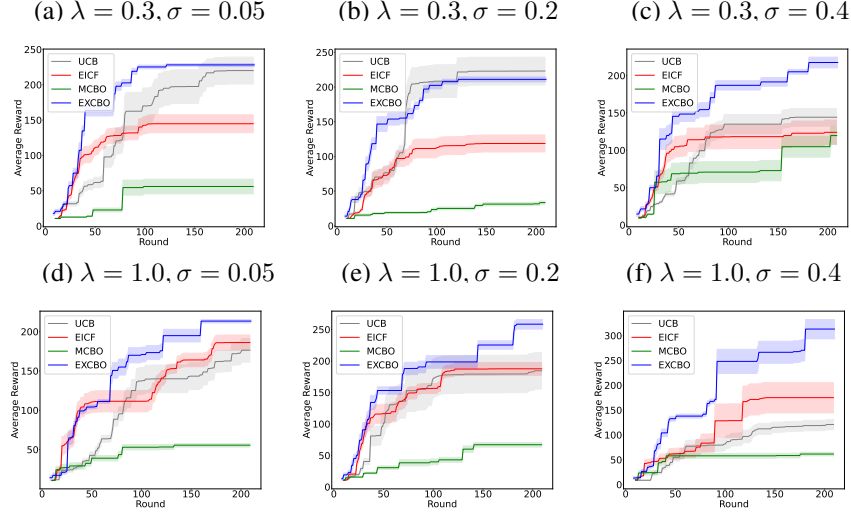 (a) λ = 0.3, σ = 0.05
(b) λ = 0.3, σ = 0.2
(c) λ = 0.3, σ = 0.4
250
200
150
100
50
0
0 50 100 150 200
Average Reward
Round
UCB
EICF
MCBO
EXCBO
250
200
150
100
50
0
0 50 100 150 200
Average Reward
Round
UCB
EICF
MCBO
EXCBO
200
150
100
50
0
0 50 100 150 200
Average Reward
Round
UCB
EICF
MCBO
EXCBO
(d) λ = 1.0, σ = 0.05
(e) λ = 1.0, σ = 0.2
(f) λ = 1.0, σ = 0.4
200
150
100
50
0 50 100 150 200
Average Reward
Round
UCB
EICF
MCBO
EXCBO
250
200
150
100
50
0
0 50 100 150 200
Average Reward
Round
UCB
EICF
MCBO
EXCBO
300
250
200
150
100
50
0
0 50 100 150 200
Average Reward
Round
UCB
EICF
MCBO
EXCBO